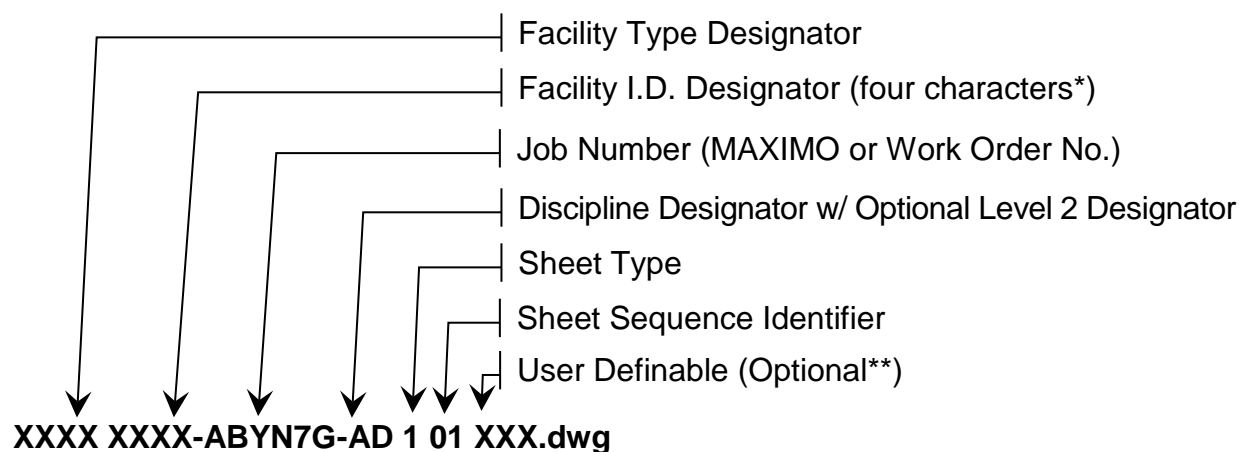 Facility Type Designator
Facility I.D. Designator (four characters*)
Job Number (MAXIMO or Work Order No.)
Discipline Designator w/ Optional Level 2 Designator
Sheet Type
Sheet Sequence Identifier
User Definable (Optional**)
XXXX XXXX-ABYN7G-AD 1 01 XXX.dwg